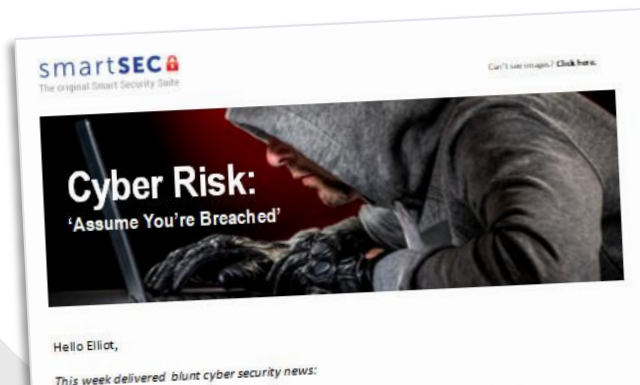 smartSEC
The original Smart Security Suite
Can't see images? Click here.
Cyber Risk:
‘Assume You’re Breached’
Hello Elliot,
This week delivered blunt cyber security news: